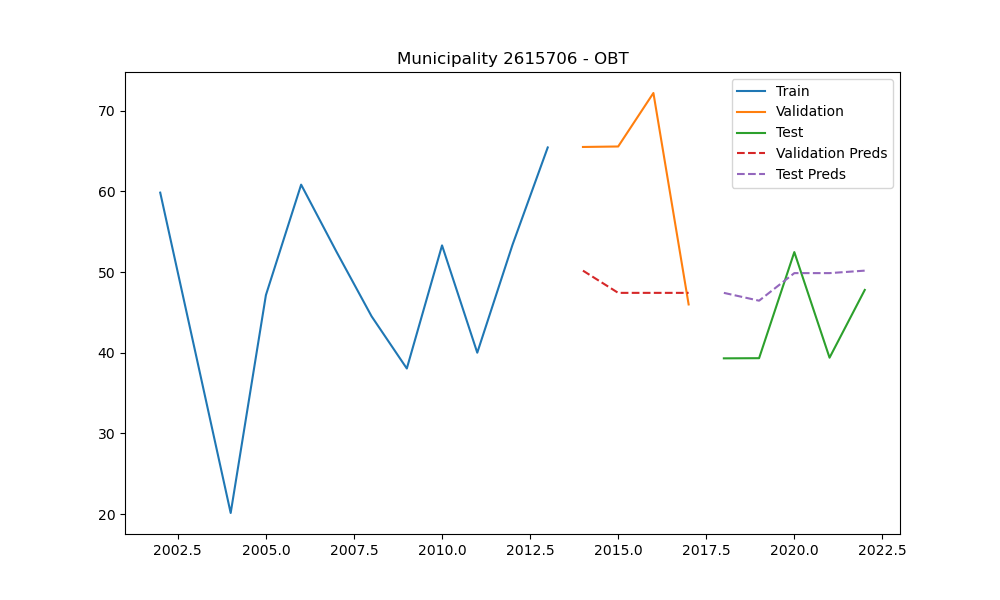 Municipality 2615706 - OBT
Train
Validation
Test
Validation Preds
Test Preds
70
60
50
40
30
20
2002.5 2005.0 2007.5 2010.0 2012.5 2015.0 2017.5 2020.0 2022.5